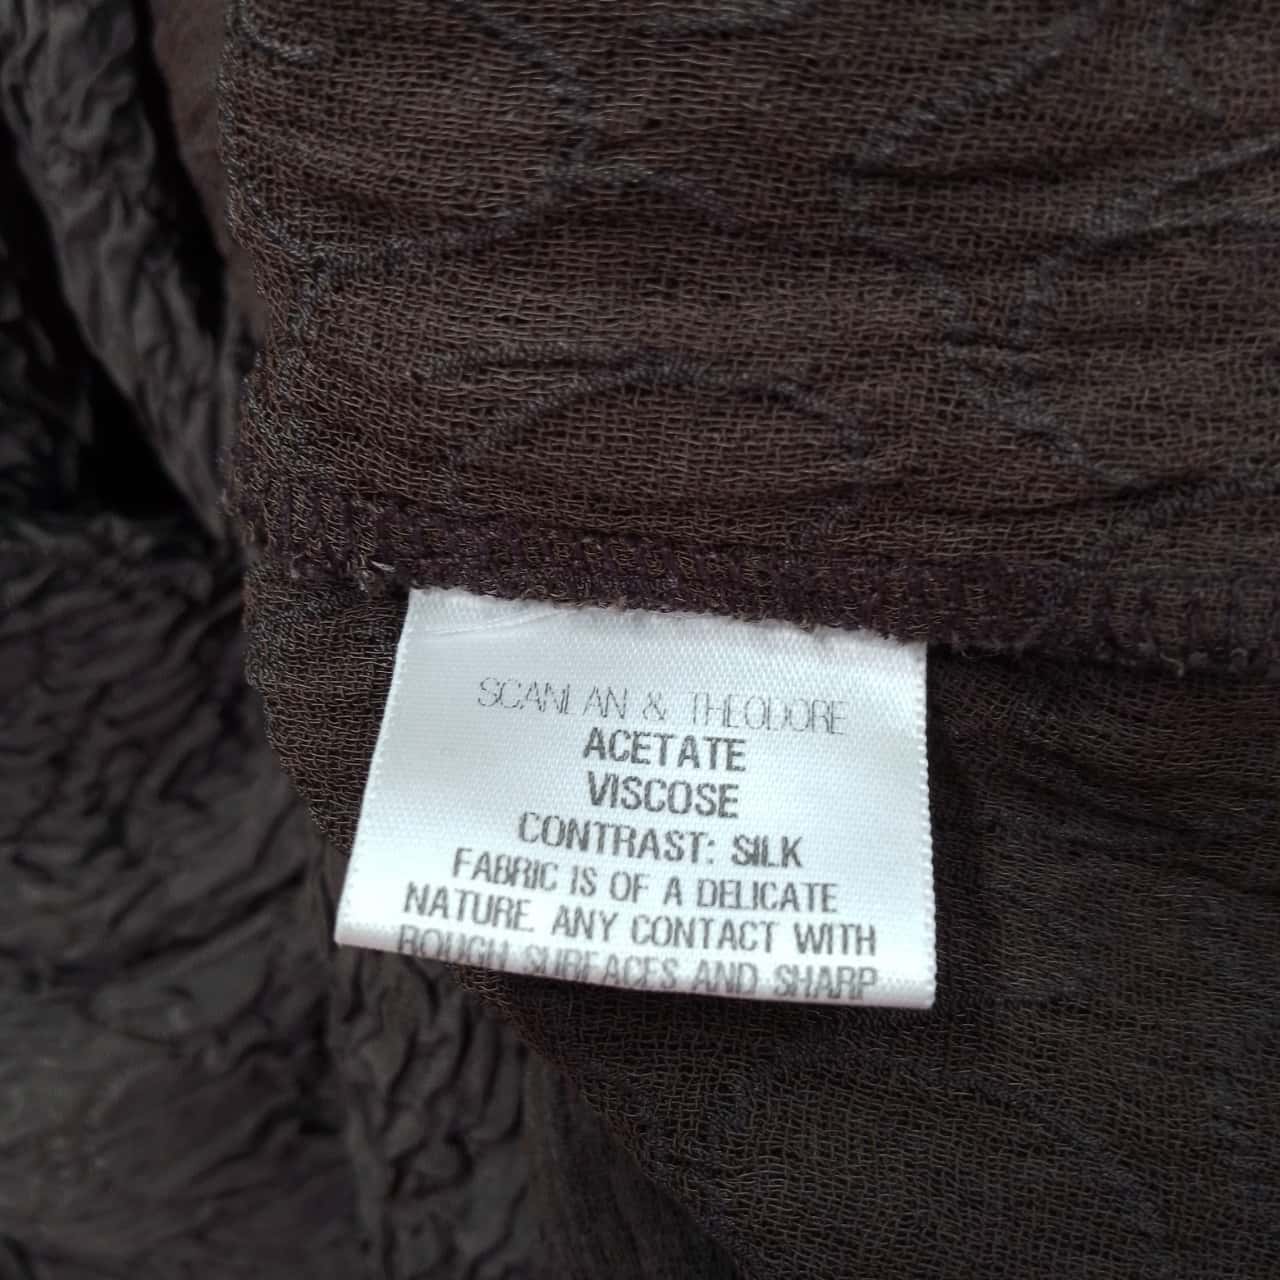 SCANLAN & THEODORE
ACETATE
VISCOSE
CONTRAST: SILK
FABRIC IS OF A DELICATE
NATURE. ANY CONTACT WITH
ROUGH SURFACES AND SHARP